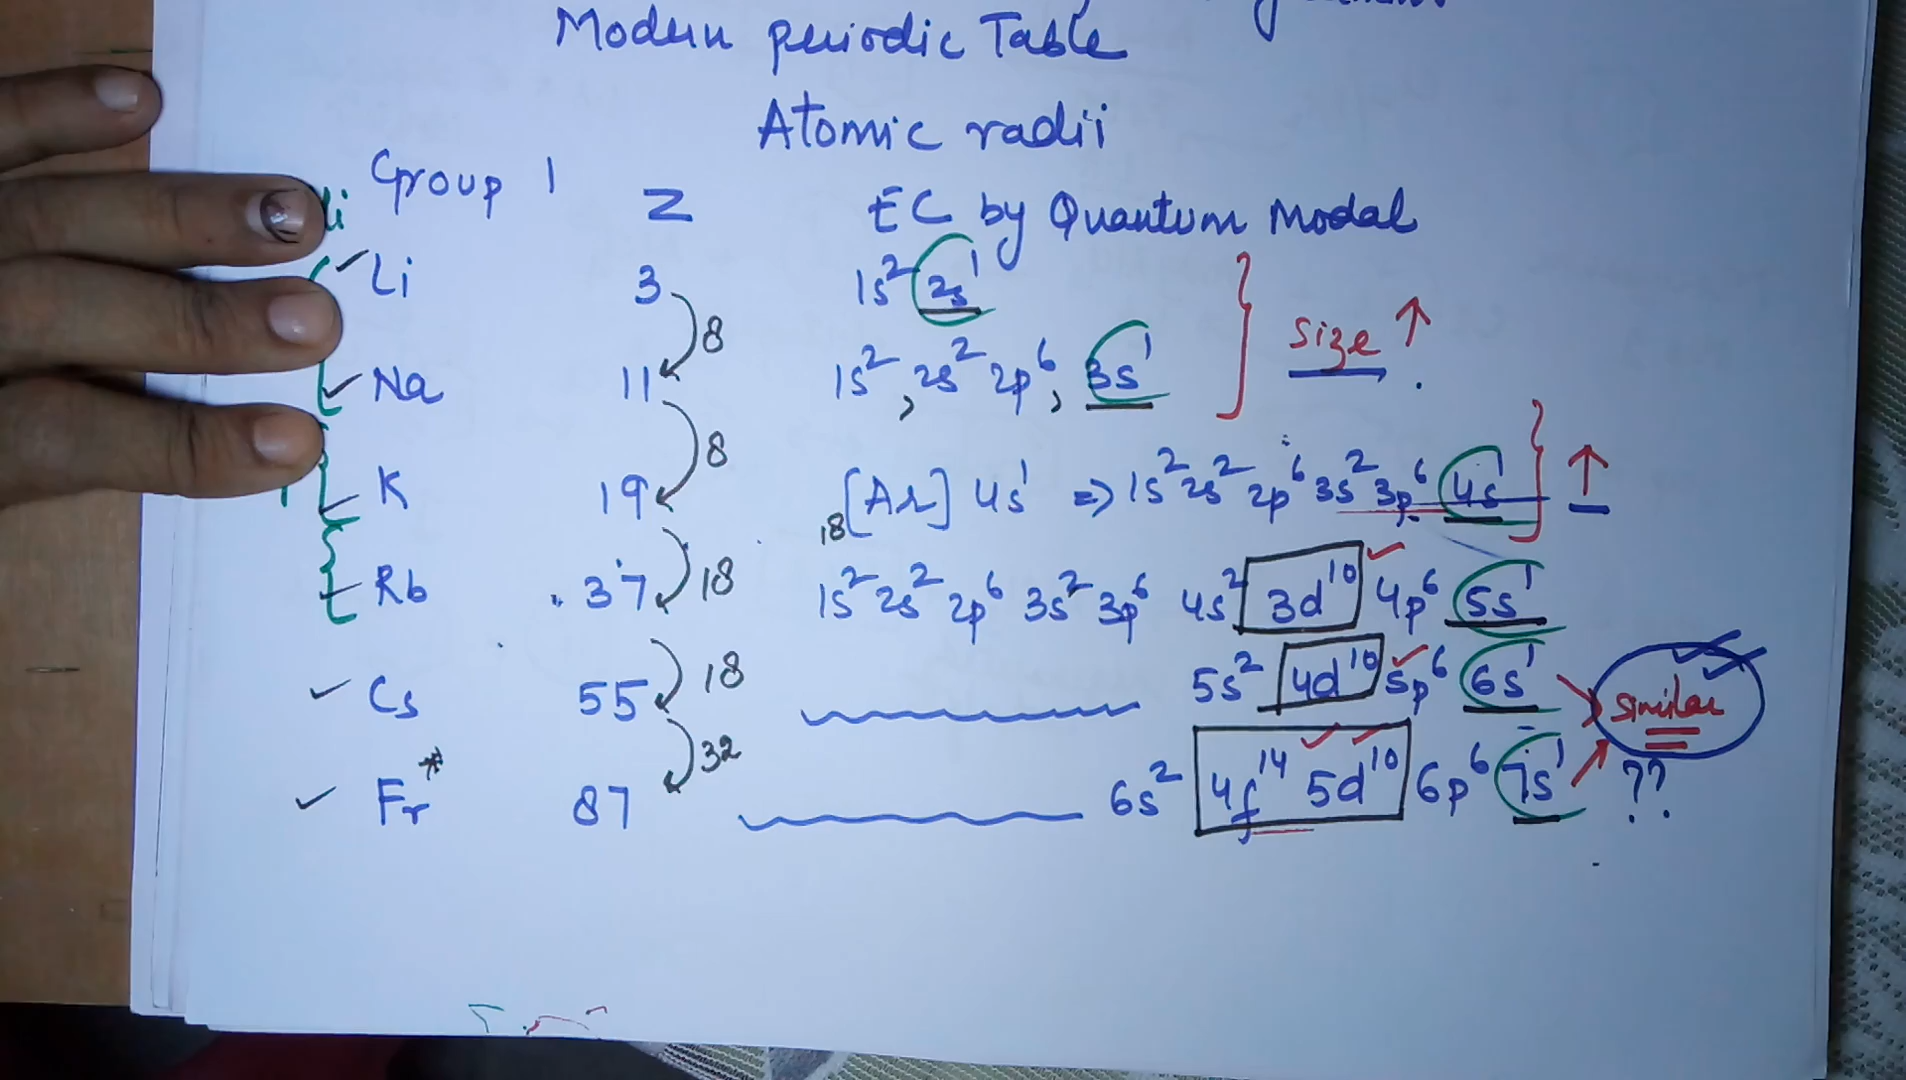 Modern periodic Table
Atomic radii
Group 1 Z EC by Quantum Modal
Li 3 1s² 2s¹
8 size ↑
Na 11 1s², 2s² 2p⁶, 3s¹
8
K 19 ₁₈[Ar] 4s¹ ⇒ 1s² 2s² 2p⁶ 3s² 3p⁶ 4s¹ ↑
18
Rb 37 1s² 2s² 2p⁶ 3s² 3p⁶ 4s² 3d¹⁰ 4p⁶ 5s¹
18
Cs 55 5s² 4d¹⁰ 5p⁶ 6s¹ similar
32
Fr* 87 6s² 4f¹⁴ 5d¹⁰ 6p⁶ 7s¹ ??